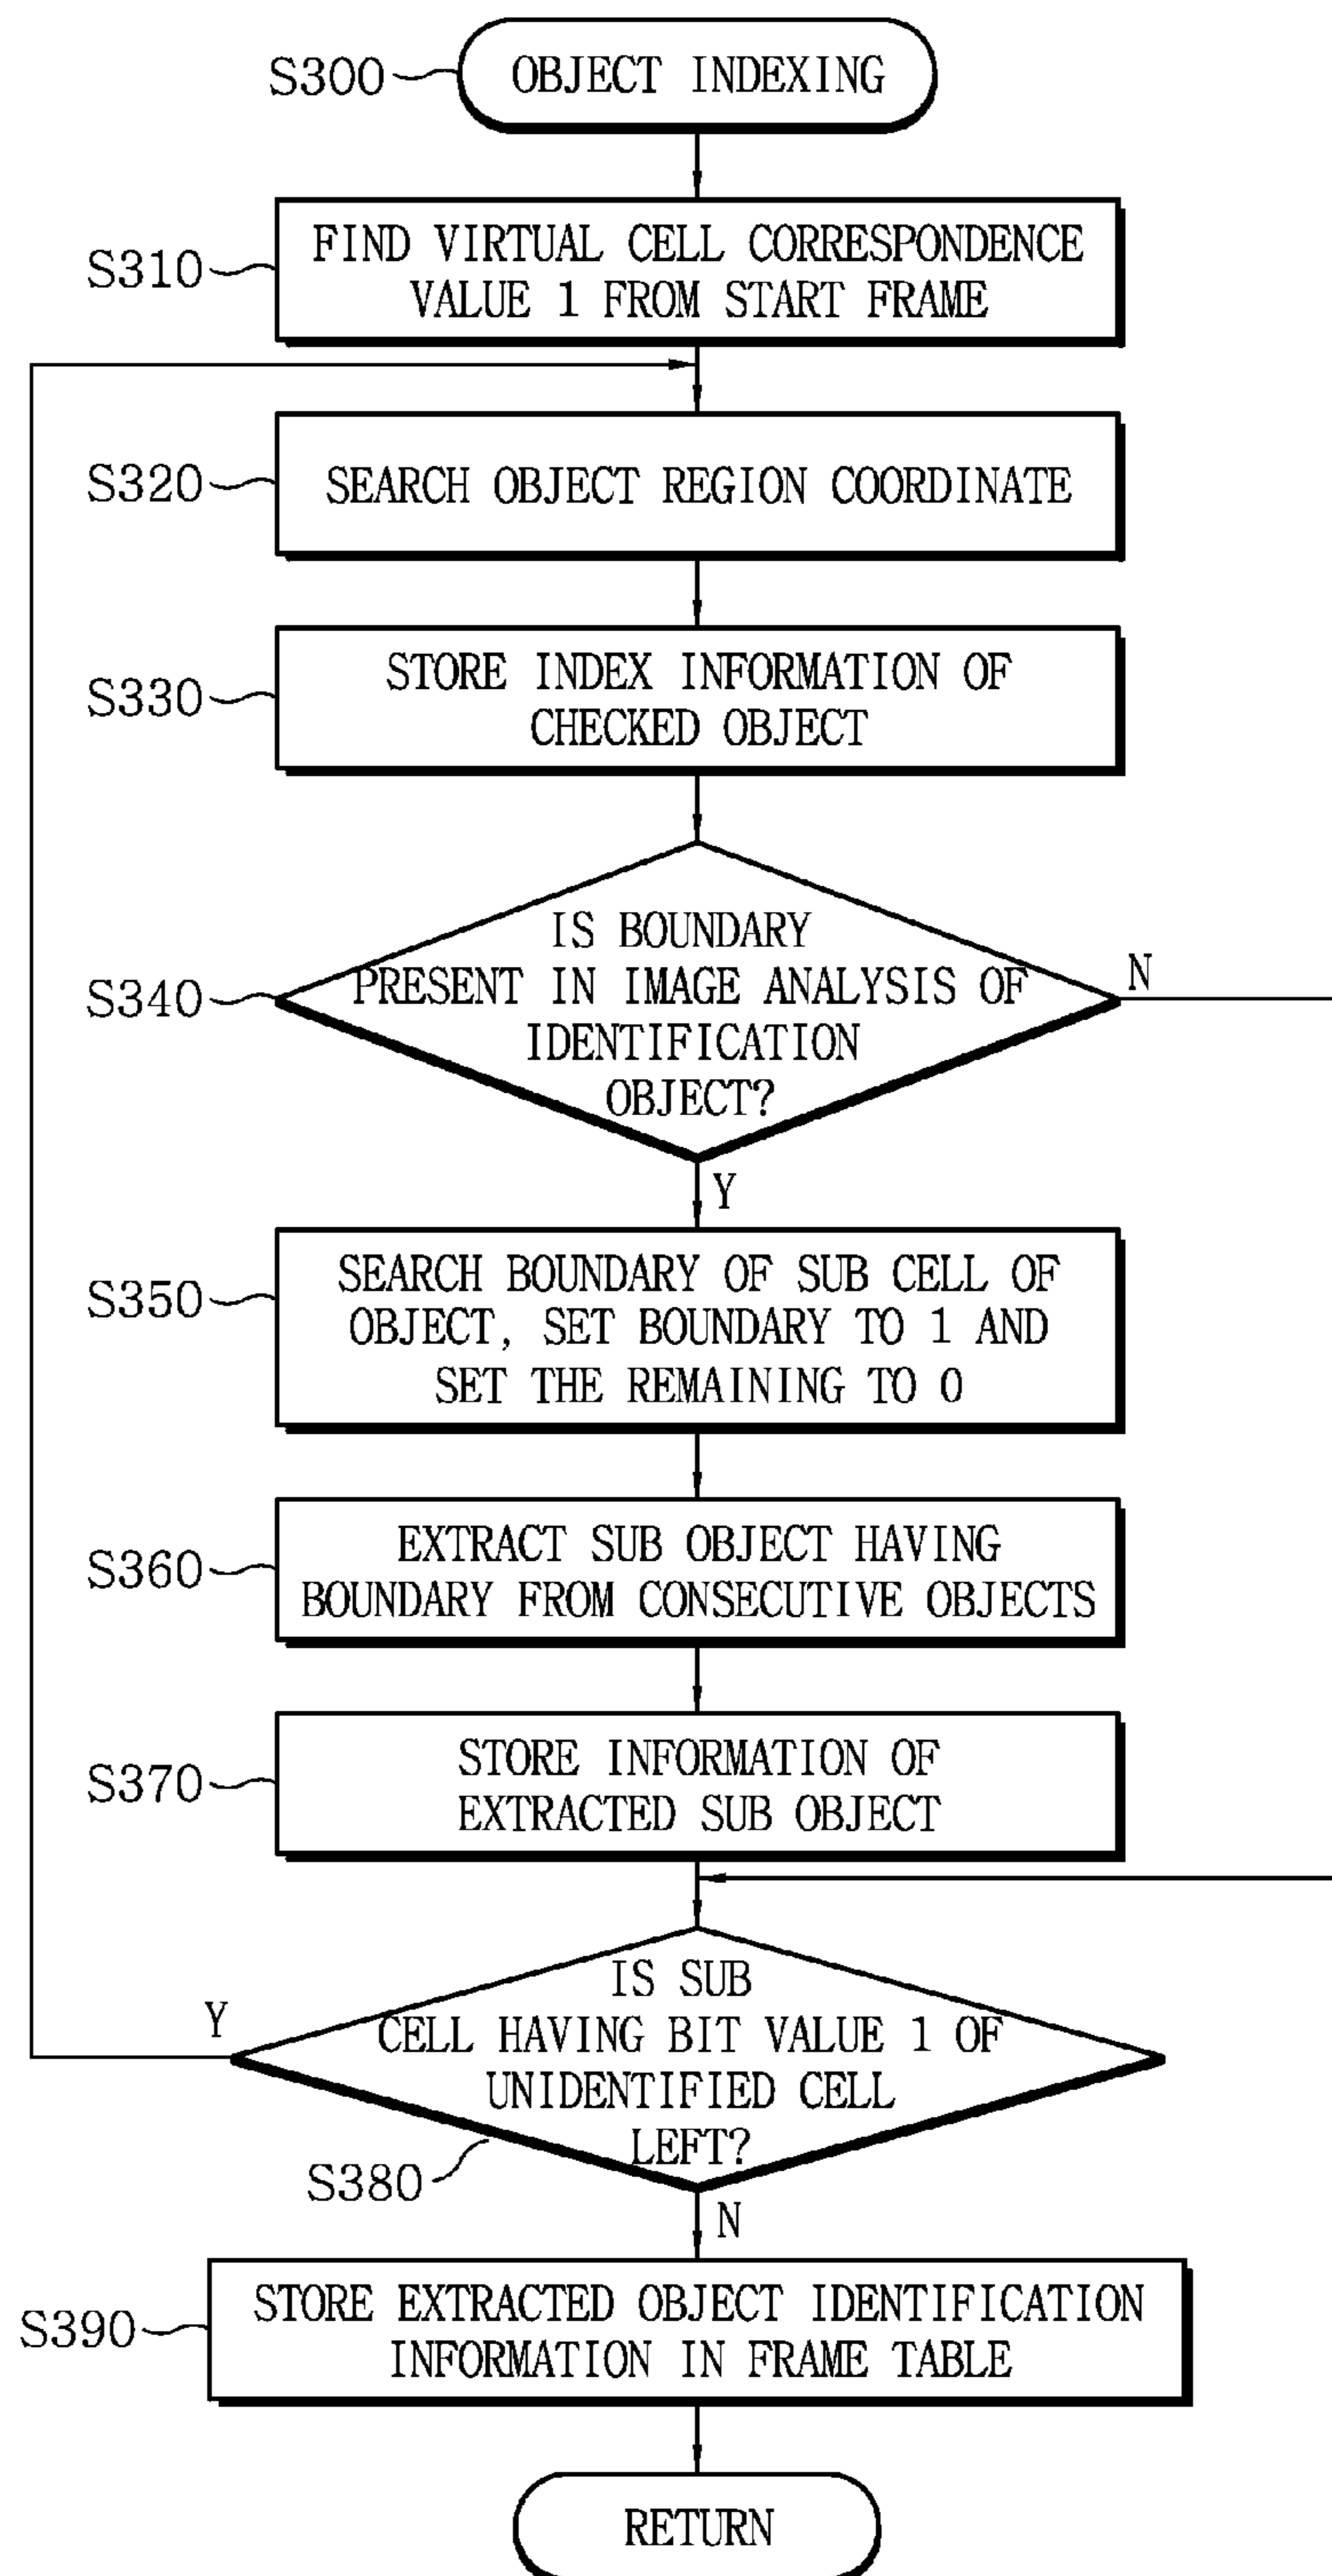 S300
OBJECT INDEXING
S310
FIND VIRTUAL CELL CORRESPONDENCE
VALUE 1 FROM START FRAME
S320
SEARCH OBJECT REGION COORDINATE
S330
STORE INDEX INFORMATION OF
CHECKED OBJECT
S340
IS BOUNDARY
PRESENT IN IMAGE ANALYSIS OF
IDENTIFICATION
OBJECT?
N
Y
S350
SEARCH BOUNDARY OF SUB CELL OF
OBJECT, SET BOUNDARY TO 1 AND
SET THE REMAINING TO 0
S360
EXTRACT SUB OBJECT HAVING
BOUNDARY FROM CONSECUTIVE OBJECTS
S370
STORE INFORMATION OF
EXTRACTED SUB OBJECT
Y
IS SUB
CELL HAVING BIT VALUE 1 OF
UNIDENTIFIED CELL
LEFT?
S380
N
S390
STORE EXTRACTED OBJECT IDENTIFICATION
INFORMATION IN FRAME TABLE
RETURN